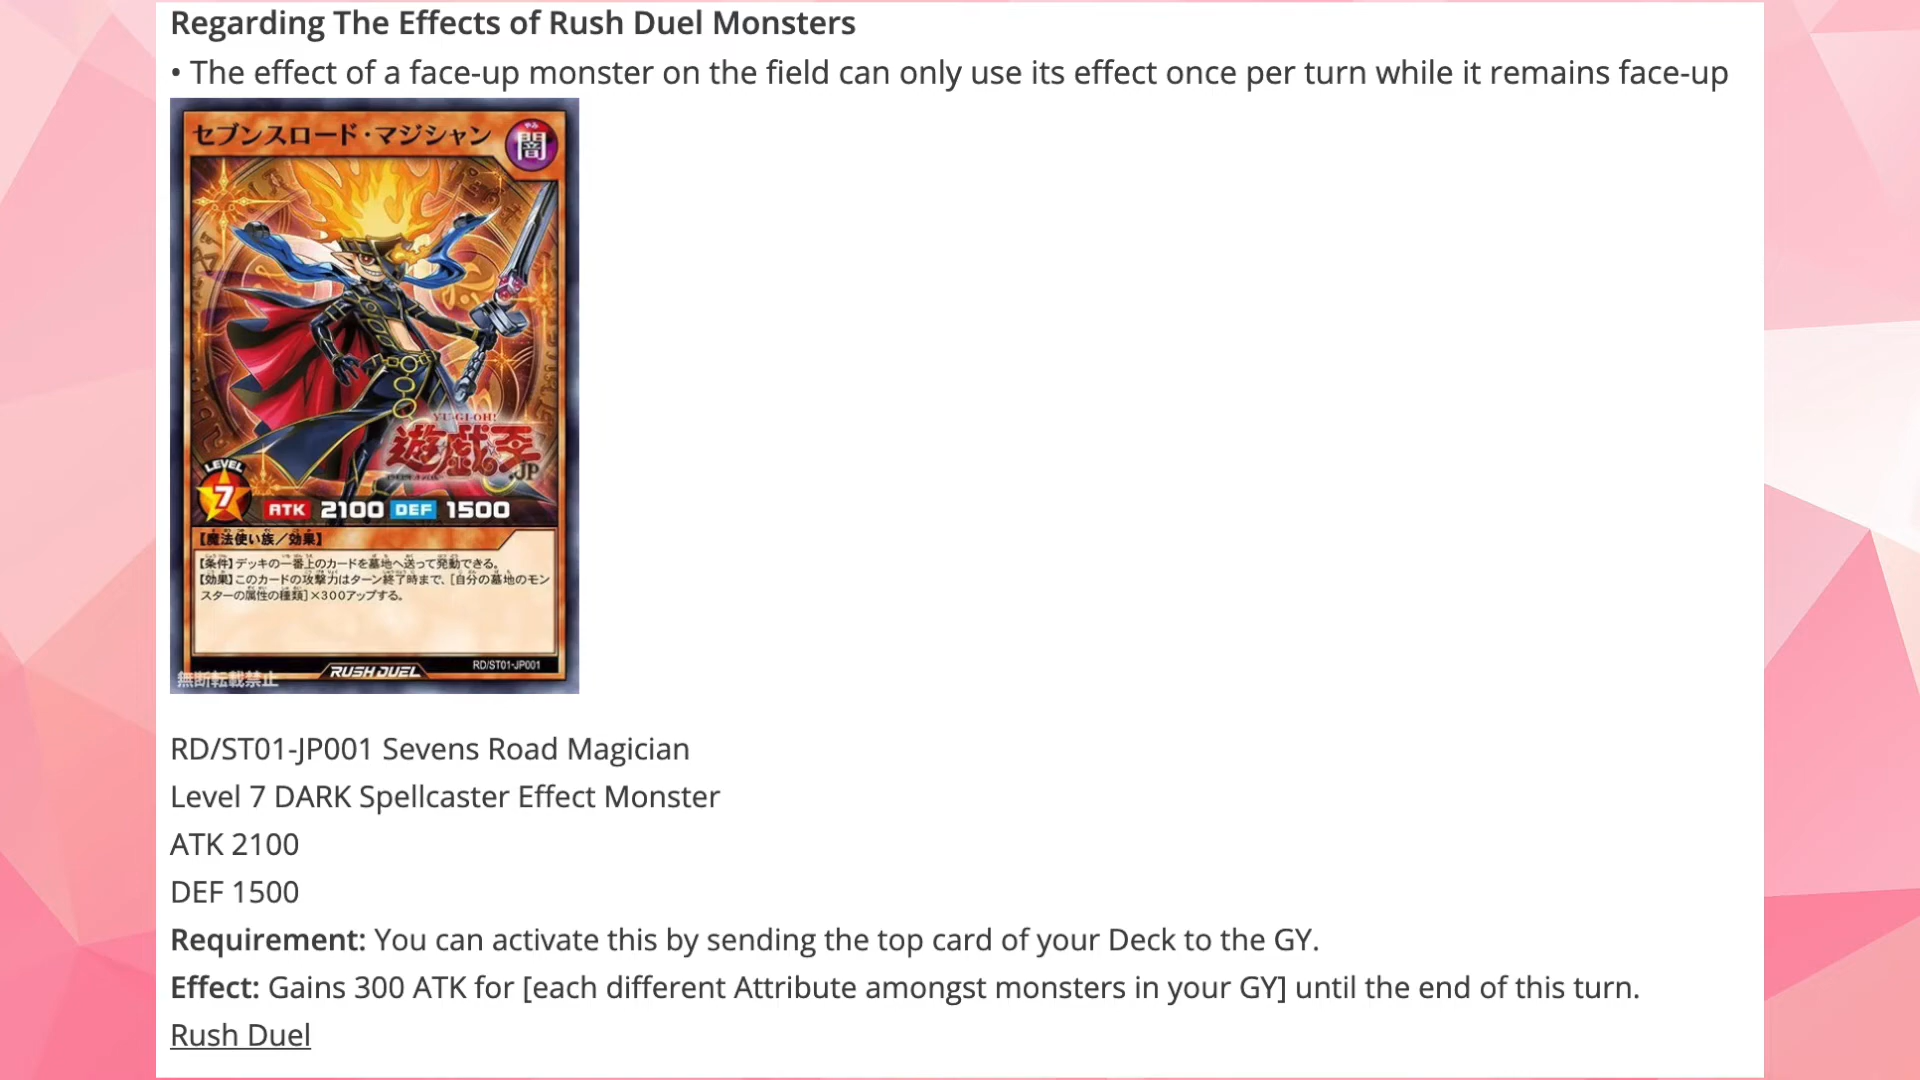 Regarding The Effects of Rush Duel Monsters
• The effect of a face-up monster on the field can only use its effect once per turn while it remains face-up
セブンスロード・マジシャン
闇
YU-GI-OH!
遊戯王
.JP
LEVEL
7
ATK 2100 DEF 1500
【魔法使い族／効果】
【条件】デッキの一番上のカードを墓地へ送って発動できる。
【効果】このカードの攻撃力はターン終了時まで、［自分の墓地のモン
スターの属性の種類］×300アップする。
RUSH DUEL
RD/ST01-JP001
無断転載禁止
RD/ST01-JP001 Sevens Road Magician
Level 7 DARK Spellcaster Effect Monster
ATK 2100
DEF 1500
Requirement: You can activate this by sending the top card of your Deck to the GY.
Effect: Gains 300 ATK for [each different Attribute amongst monsters in your GY] until the end of this turn.
Rush Duel